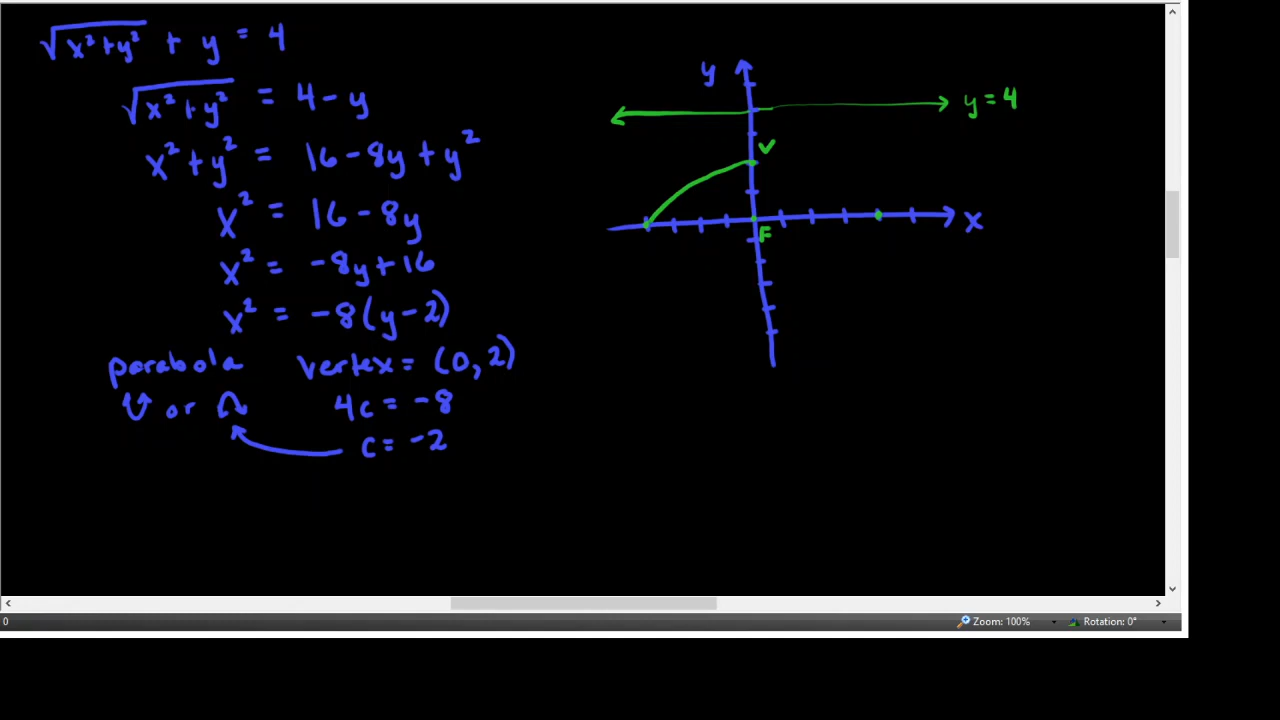 √x²+y² + y = 4
√x²+y² = 4 - y
x² + y² = 16 - 8y + y²
x² = 16 - 8y
x² = -8y + 16
x² = -8(y - 2)
parabola vertex = (0, 2)
or 4c = -8
c = -2
y
y = 4
V
x
F
0
Zoom: 100% Rotation: 0°